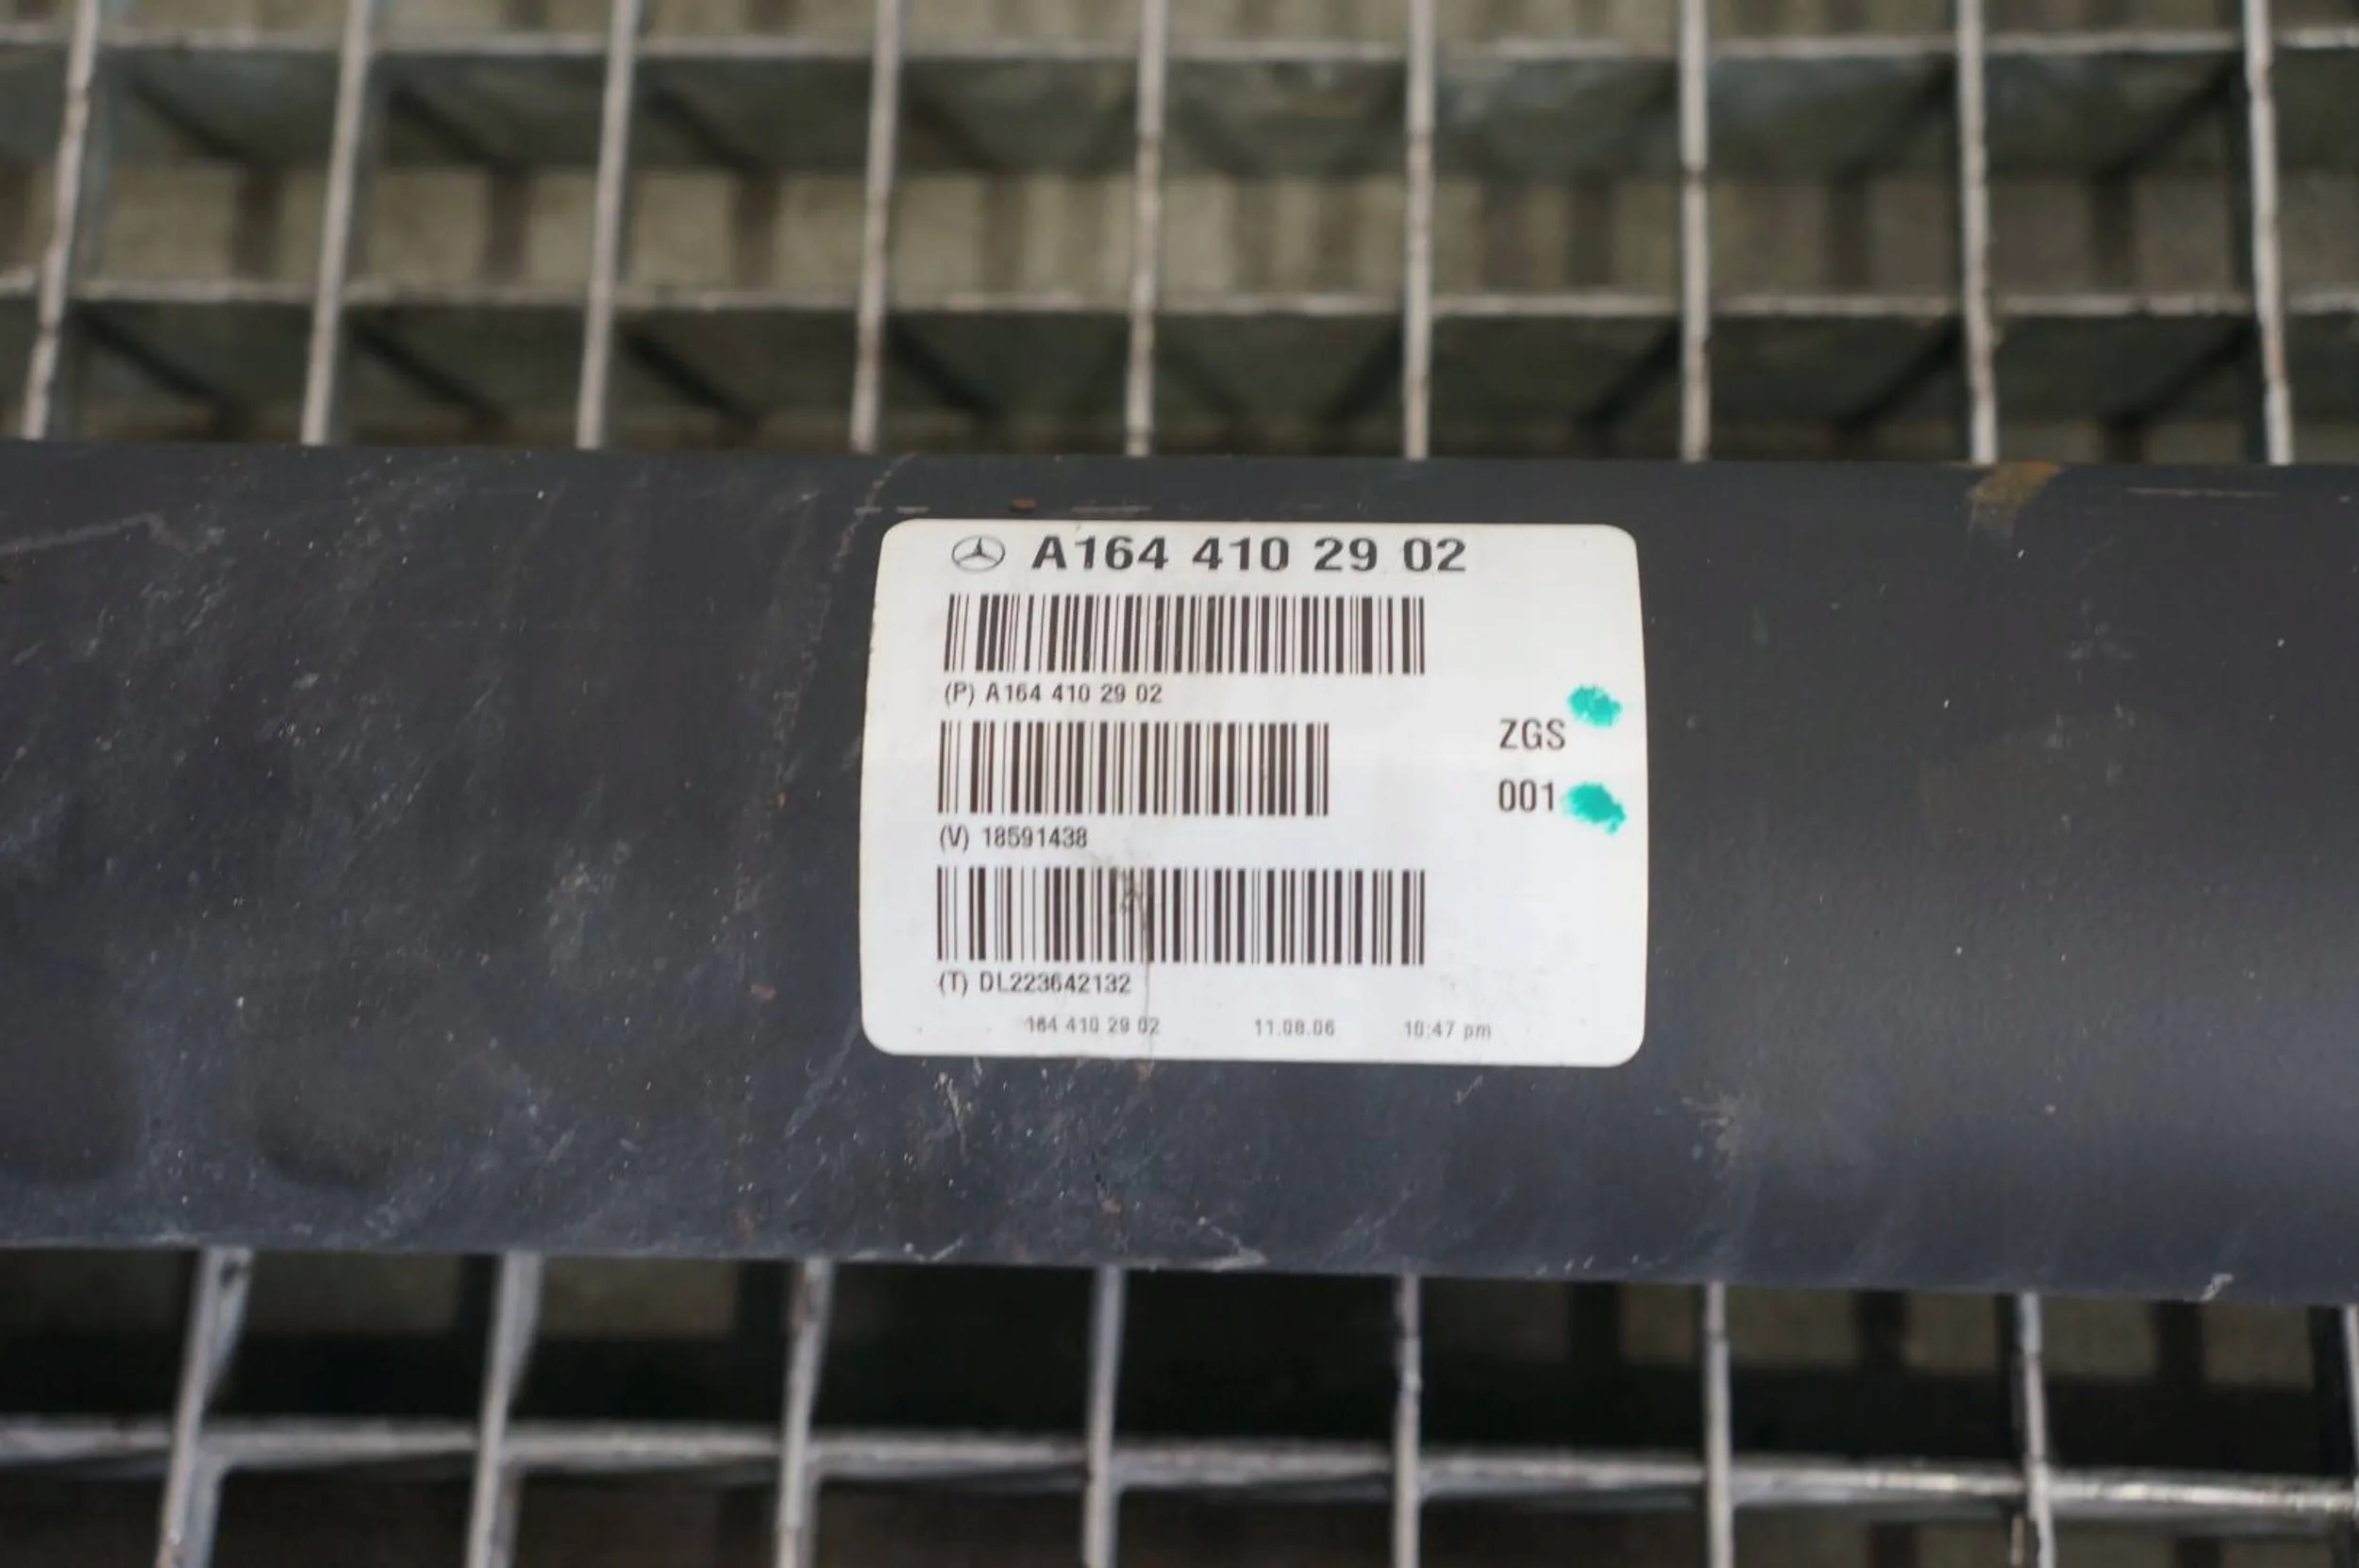 A164 410 29 02
(P) A164 410 29 02
ZGS
(V) 18591438
001
(T) DL223642132
164 410 29 02 11.08.06 10:47 pm